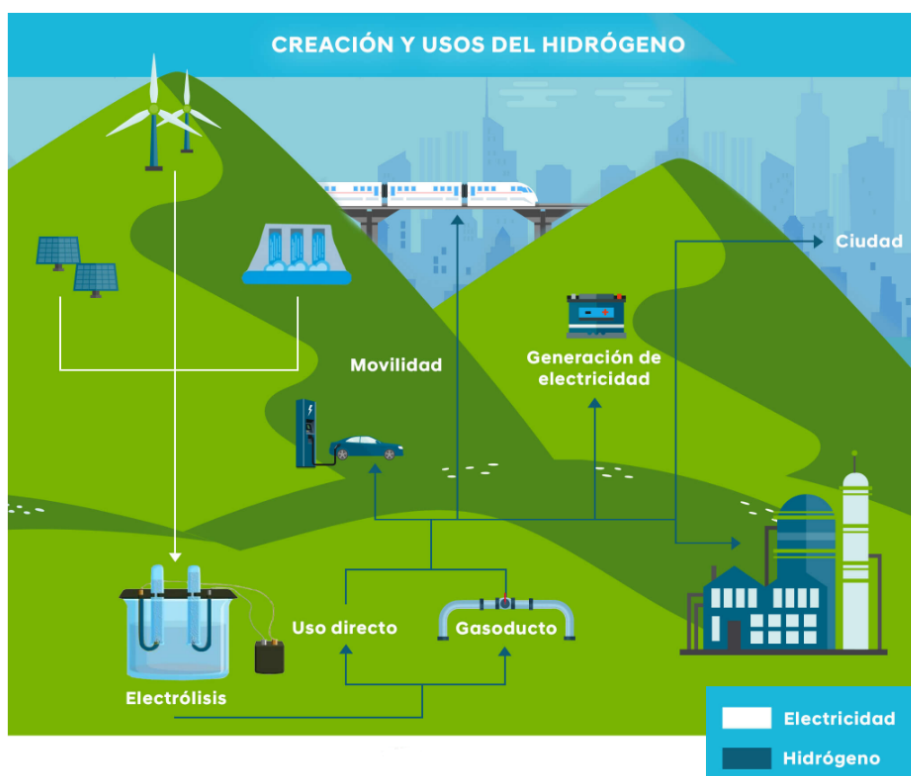 CREACIÓN Y USOS DEL HIDRÓGENO
Ciudad
Movilidad
Generación de
electricidad
Uso directo
Gasoducto
Electrólisis
Electricidad
Hidrógeno